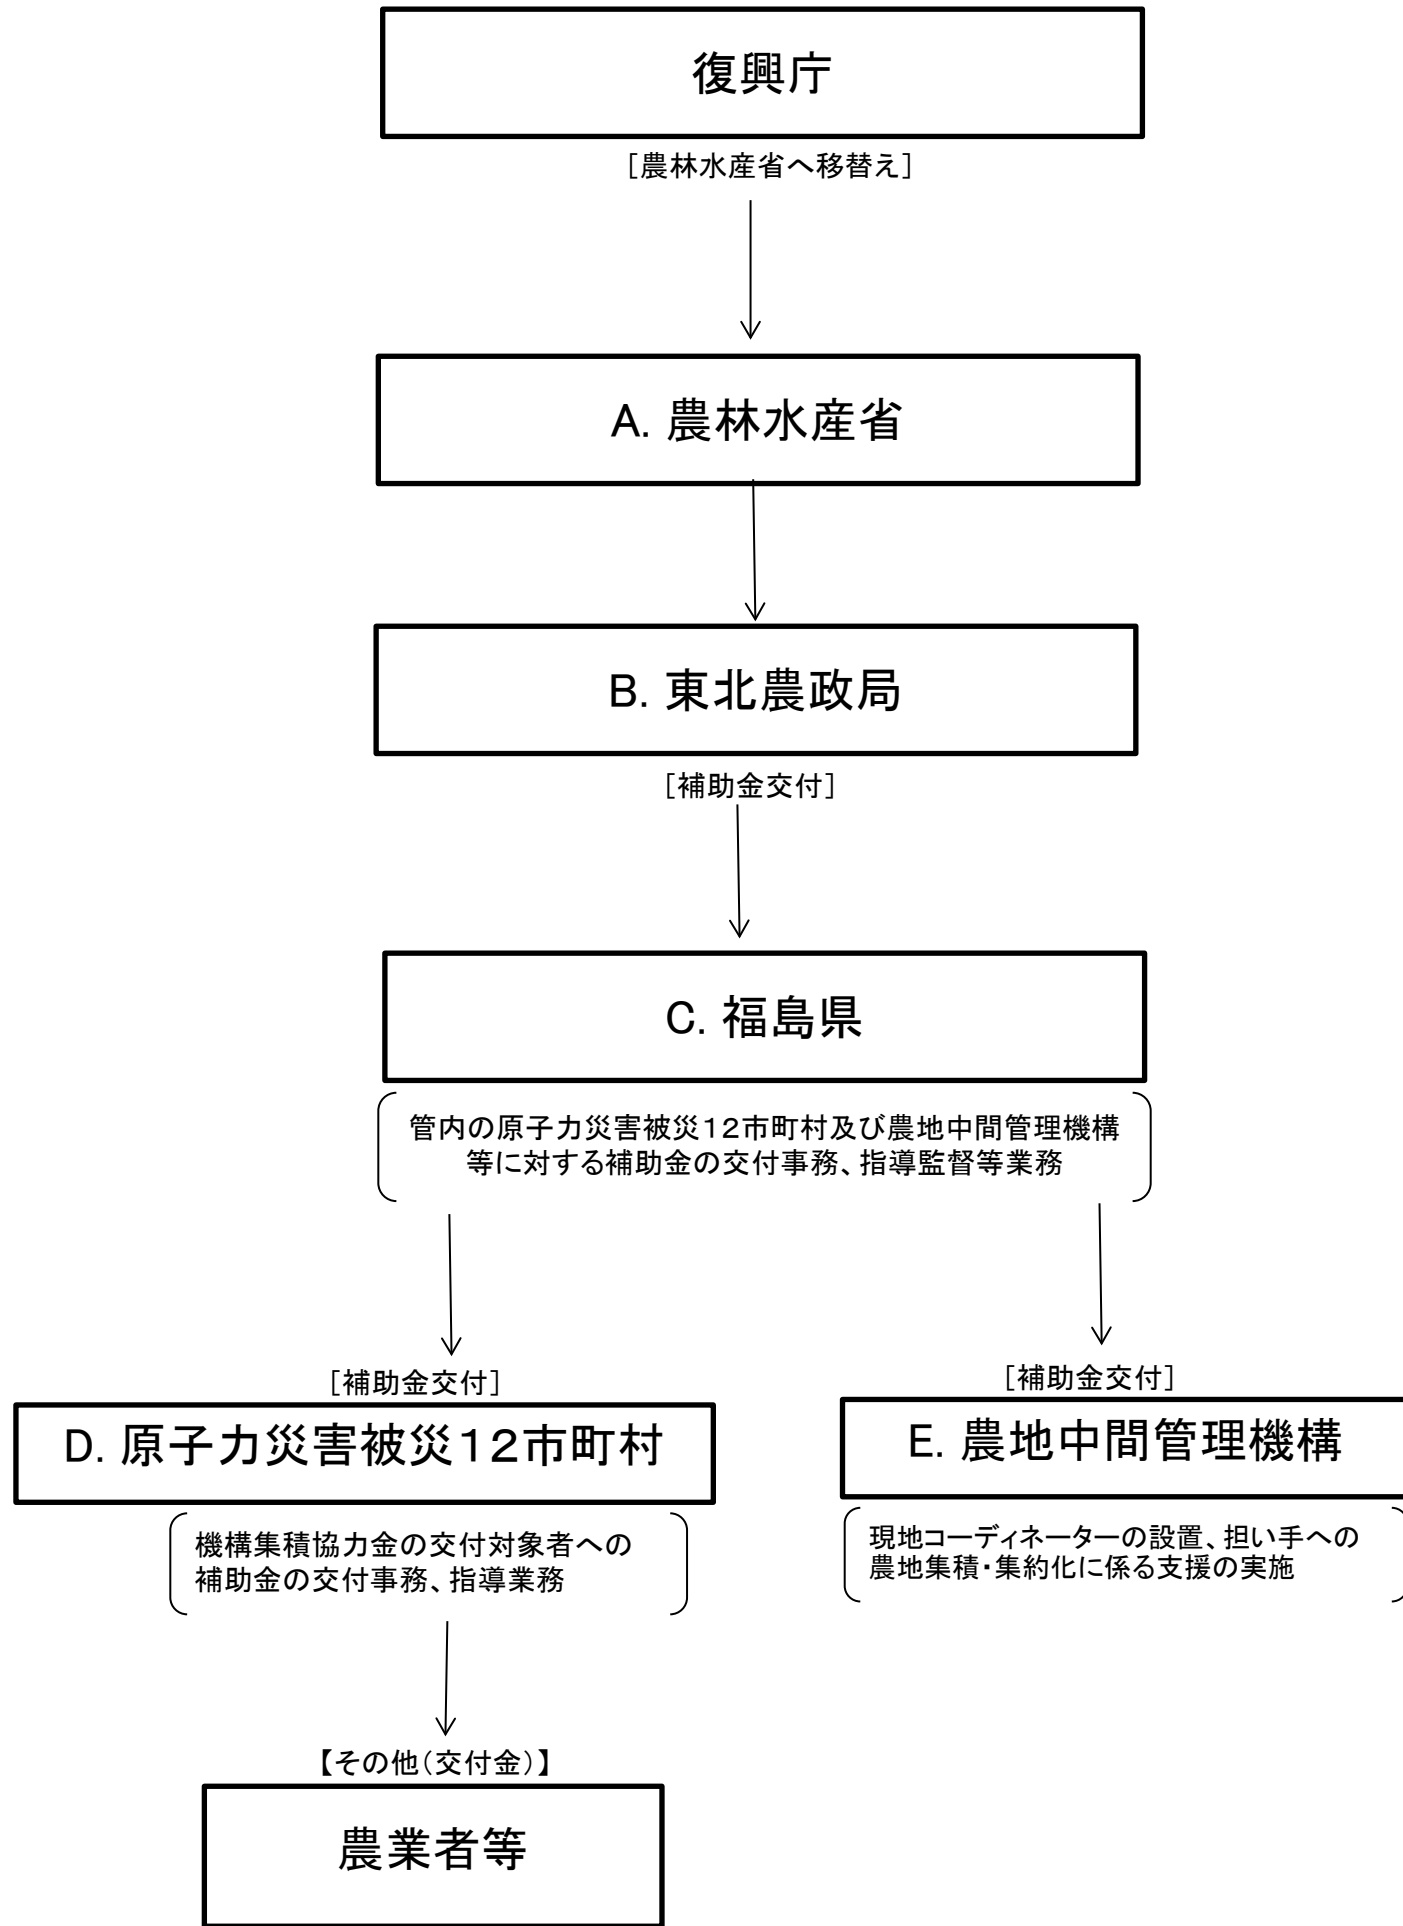 復興庁
[農林水産省へ移替え]
A. 農林水産省
B. 東北農政局
[補助金交付]
C. 福島県
管内の原子力災害被災12市町村及び農地中間管理機構
等に対する補助金の交付事務、指導監督等業務
[補助金交付]
D. 原子力災害被災12市町村
機構集積協力金の交付対象者への
補助金の交付事務、指導業務
[補助金交付]
E. 農地中間管理機構
現地コーディネーターの設置、担い手への
農地集積・集約化に係る支援の実施
【その他(交付金)】
農業者等